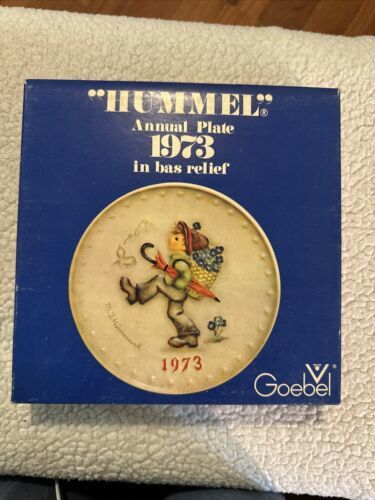 "HUMMEL"®
Annual Plate
1973
in bas relief
M.I. Hummel
1973
Goebel®